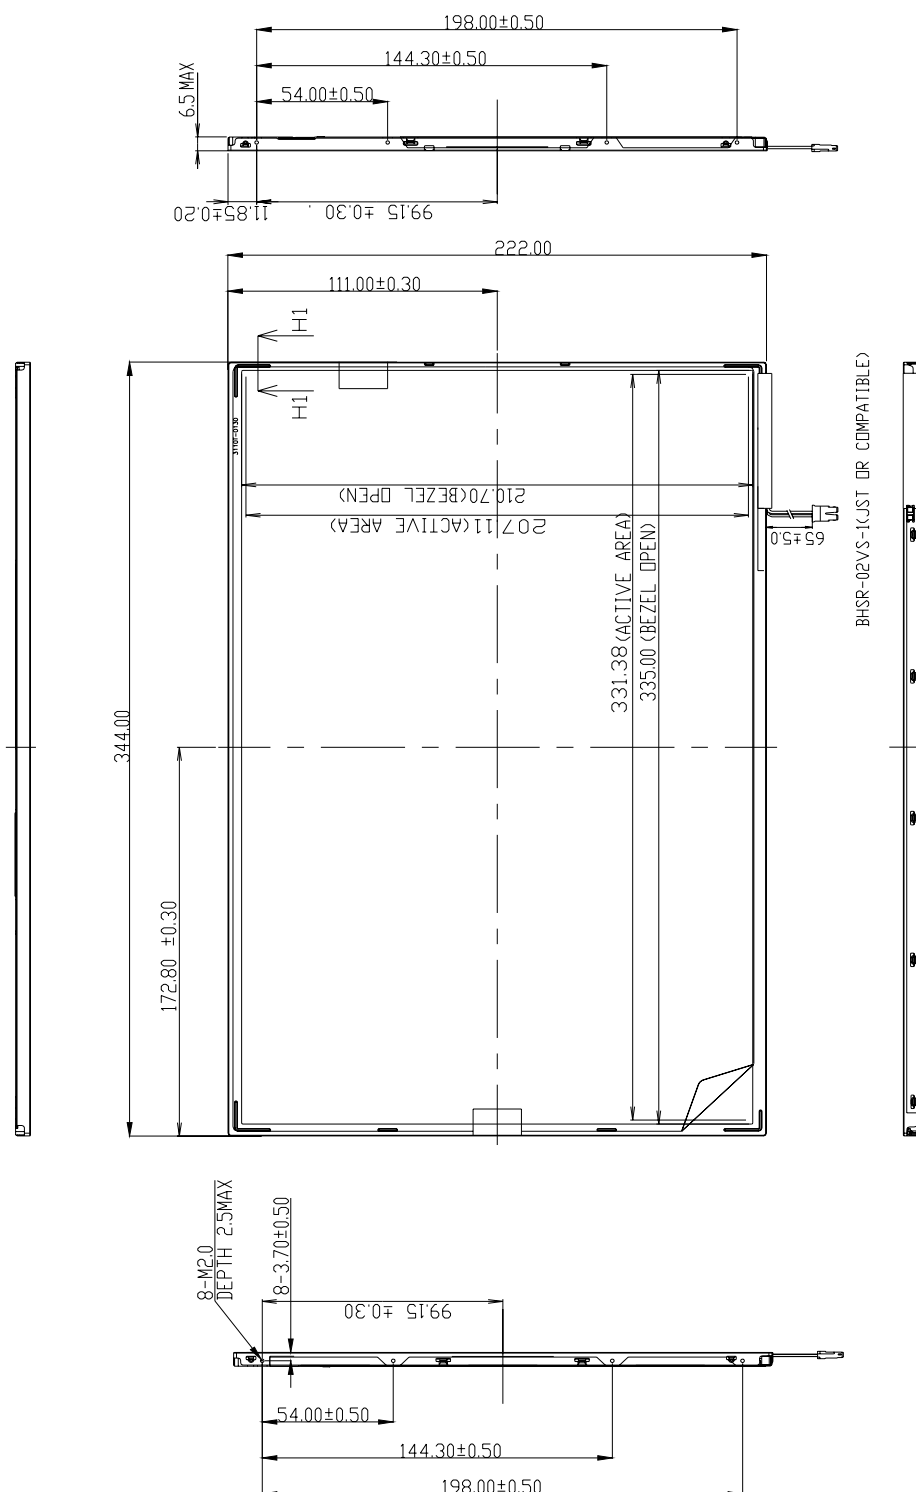 198.00±0.50
144.30±0.50
54.00±0.50
6.5 MAX
11.85±0.20
99.15 ±0.30 .
222.00
111.00±0.30
H1
H1
31101-0130
210.70(BEZEL OPEN)
207.11(ACTIVE AREA)
331.38(ACTIVE AREA)
335.00 (BEZEL OPEN)
65±5.0
BHSR-02VS-1(JST OR COMPATIBLE)
344.00
172.80 ±0.30
8-M2.0
DEPTH 2.5MAX
8-3.70±0.50
99.15 ±0.30
54.00±0.50
144.30±0.50
198.00±0.50